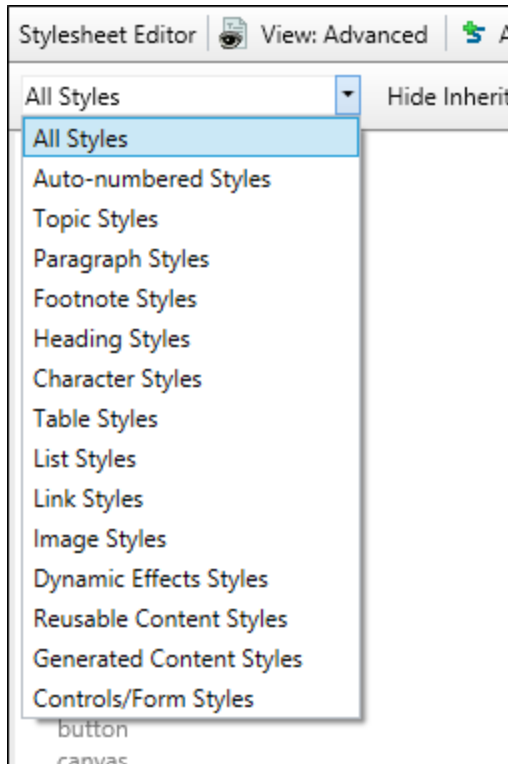 Stylesheet Editor View: Advanced
All Styles Hide Inherit
All Styles
Auto-numbered Styles
Topic Styles
Paragraph Styles
Footnote Styles
Heading Styles
Character Styles
Table Styles
List Styles
Link Styles
Image Styles
Dynamic Effects Styles
Reusable Content Styles
Generated Content Styles
Controls/Form Styles
button
canvas